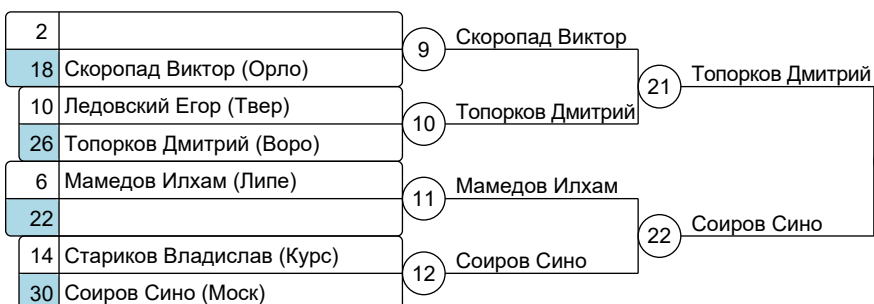 2
18 Скоропад Виктор (Орло)
10 Ледовский Егор (Твер)
26 Топорков Дмитрий (Воро)
6 Мамедов Илхам (Липе)
22
14 Стариков Владислав (Курс)
30 Соиров Сино (Моск)
9 Скоропад Виктор
10 Топорков Дмитрий
11 Мамедов Илхам
12 Соиров Сино
21 Топорков Дмитрий
22 Соиров Сино